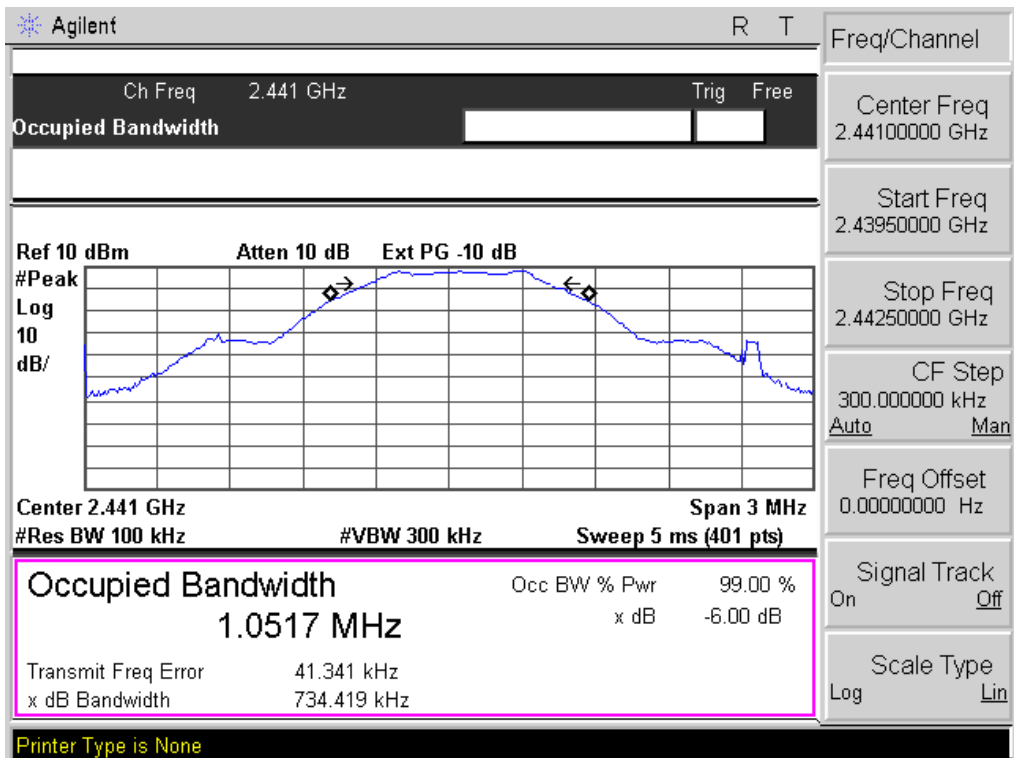 Agilent R T
Ch Freq 2.441 GHz Trig Free
Occupied Bandwidth
Ref 10 dBm Atten 10 dB Ext PG -10 dB
#Peak
Log
10
dB/
Center 2.441 GHz Span 3 MHz
#Res BW 100 kHz #VBW 300 kHz Sweep 5 ms (401 pts)
Occupied Bandwidth Occ BW % Pwr 99.00 %
1.0517 MHz x dB -6.00 dB
Transmit Freq Error 41.341 kHz
x dB Bandwidth 734.419 kHz
Printer Type is None
Freq/Channel
Center Freq
2.44100000 GHz
Start Freq
2.43950000 GHz
Stop Freq
2.44250000 GHz
CF Step
300.000000 kHz
Auto Man
Freq Offset
0.00000000 Hz
Signal Track
On Off
Scale Type
Log Lin